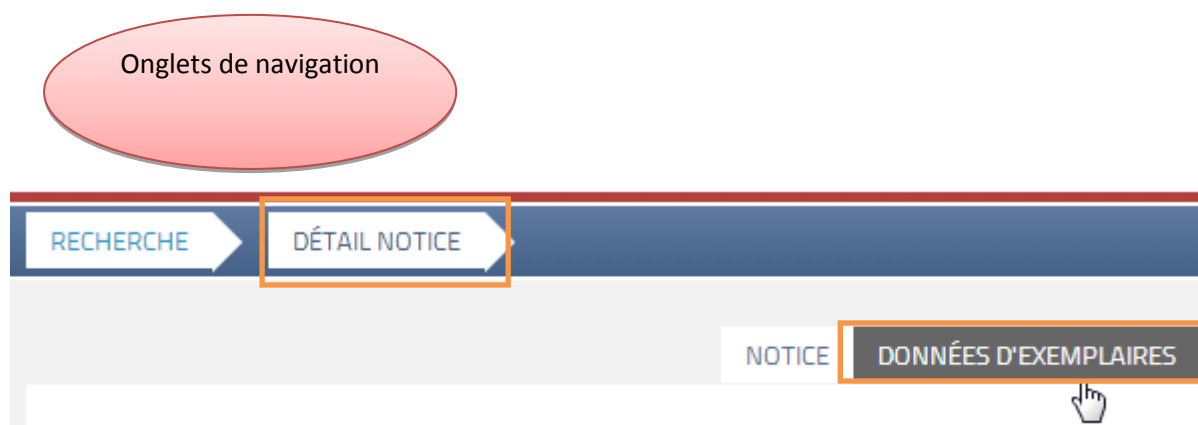 Onglets de navigation
RECHERCHE DÉTAIL NOTICE
NOTICE DONNÉES D'EXEMPLAIRES